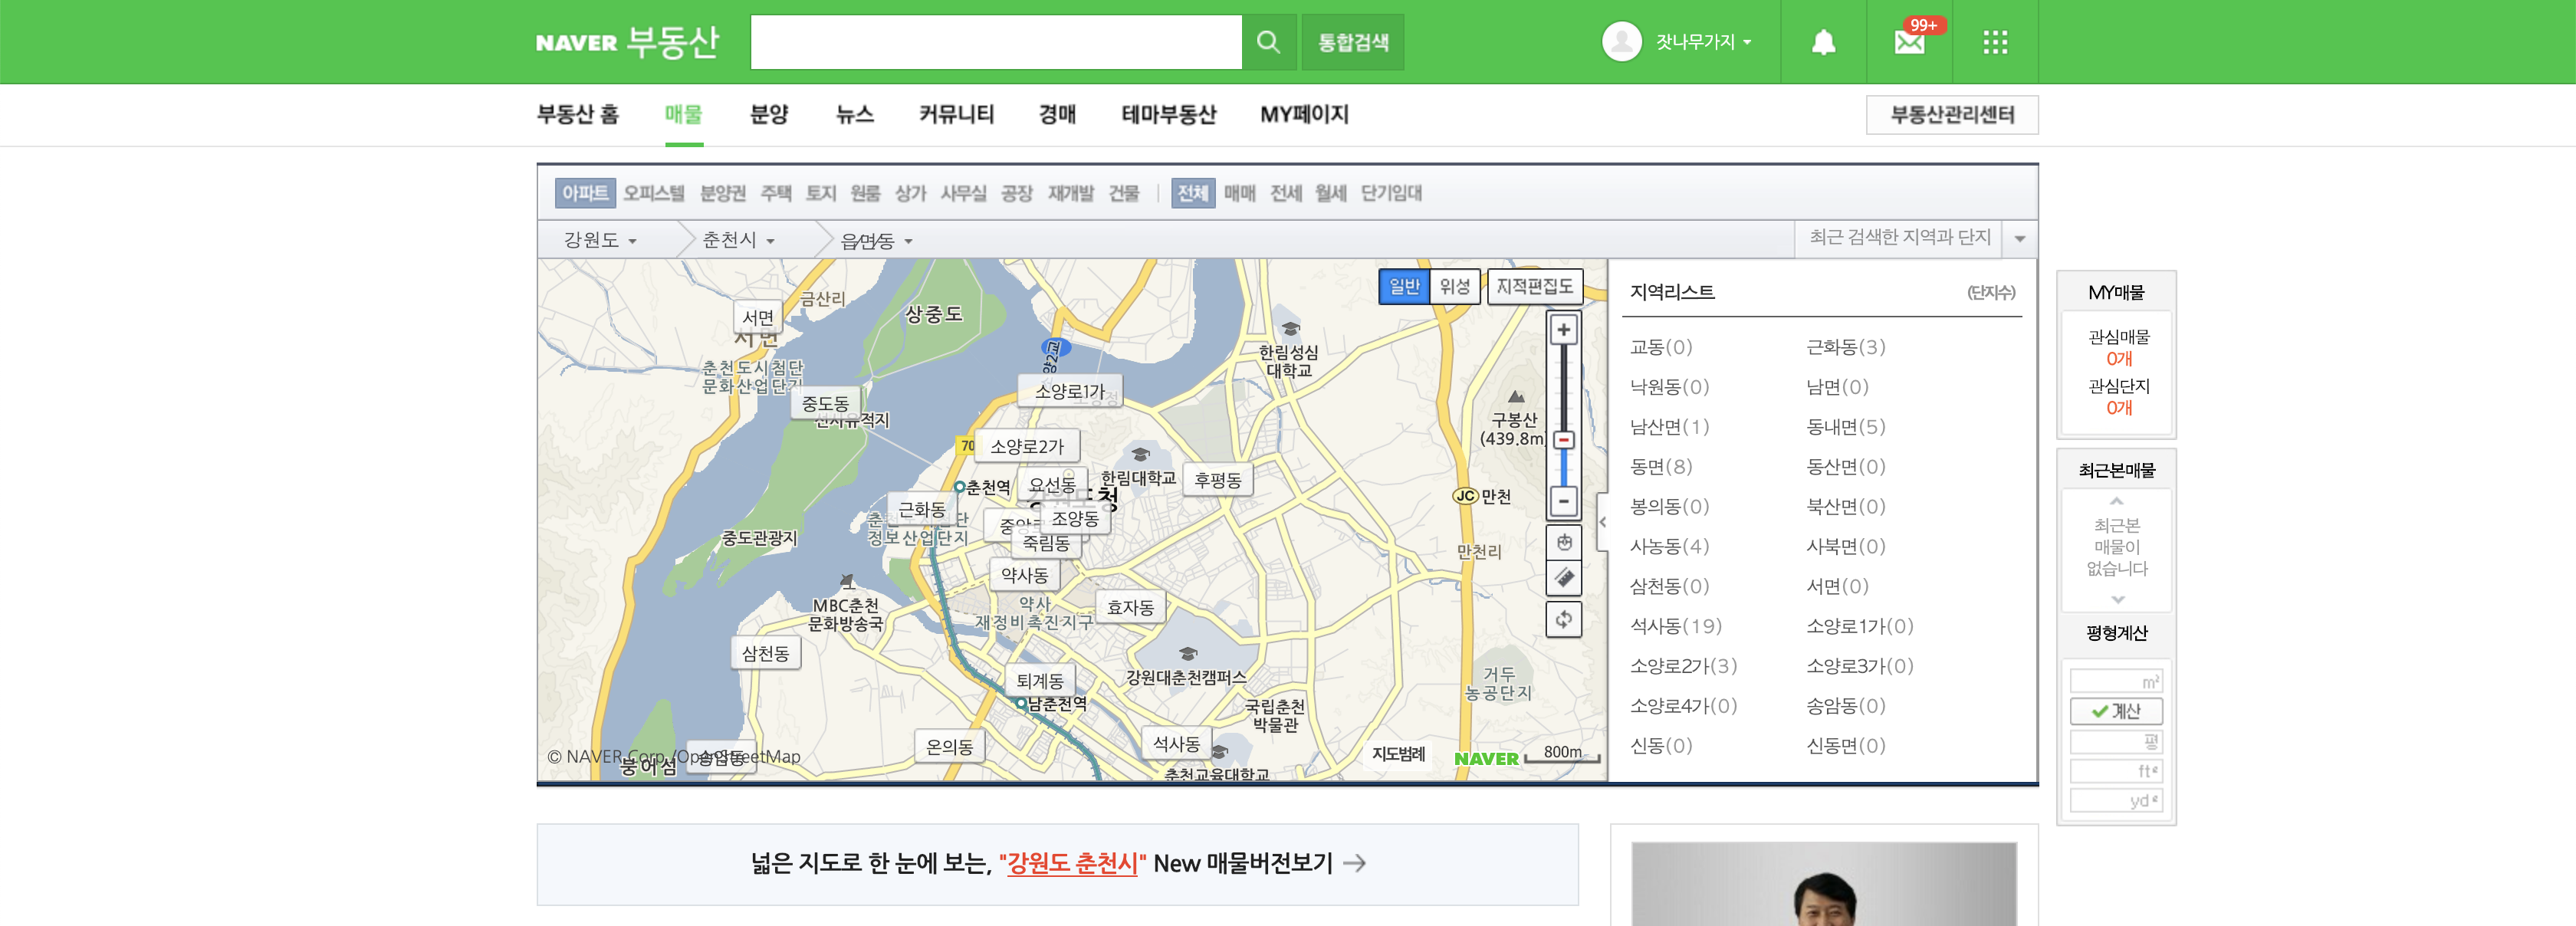 NAVER 부동산
통합검색
잣나무가지
99+
부동산 홈 매물 분양 뉴스 커뮤니티 경매 테마부동산 MY페이지
부동산관리센터
아파트 오피스텔 분양권 주택 토지 원룸 상가 사무실 공장 재개발 건물 전체 매매 전세 월세 단기임대
강원도 춘천시 읍/면/동
최근 검색한 지역과 단지
일반 위성 지적편집도
금산리
서면
서면
상중도
춘천도시첨단
문화산업단지
중도동
선사유적지
소양2교
소양로1가
한림성심
대학교
구봉산
(439.8m)
70
소양로2가
한림대학교
후평동
춘천역
요선동
근화동
조양동
죽림동
정보산업단지
중도관광지
JC 만천
만천리
약사동
약사
재정비촉진지구
효자동
MBC춘천
문화방송국
삼천동
퇴계동
남춘천역
강원대춘천캠퍼스
국립춘천
박물관
거두
농공단지
온의동
석사동
춘천교육대학교
붕어섬
송암동
© NAVER Corp./OpenStreetMap
지도범례
NAVER
800m
지역리스트 (단지수)
교동(0) 근화동(3)
낙원동(0) 남면(0)
남산면(1) 동내면(5)
동면(8) 동산면(0)
봉의동(0) 북산면(0)
사농동(4) 사북면(0)
삼천동(0) 서면(0)
석사동(19) 소양로1가(0)
소양로2가(3) 소양로3가(0)
소양로4가(0) 송암동(0)
신동(0) 신동면(0)
MY매물
관심매물
0개
관심단지
0개
최근본매물
최근본
매물이
없습니다
평형계산
m²
계산
평
ft²
yd²
넓은 지도로 한 눈에 보는, "강원도 춘천시" New 매물버전보기